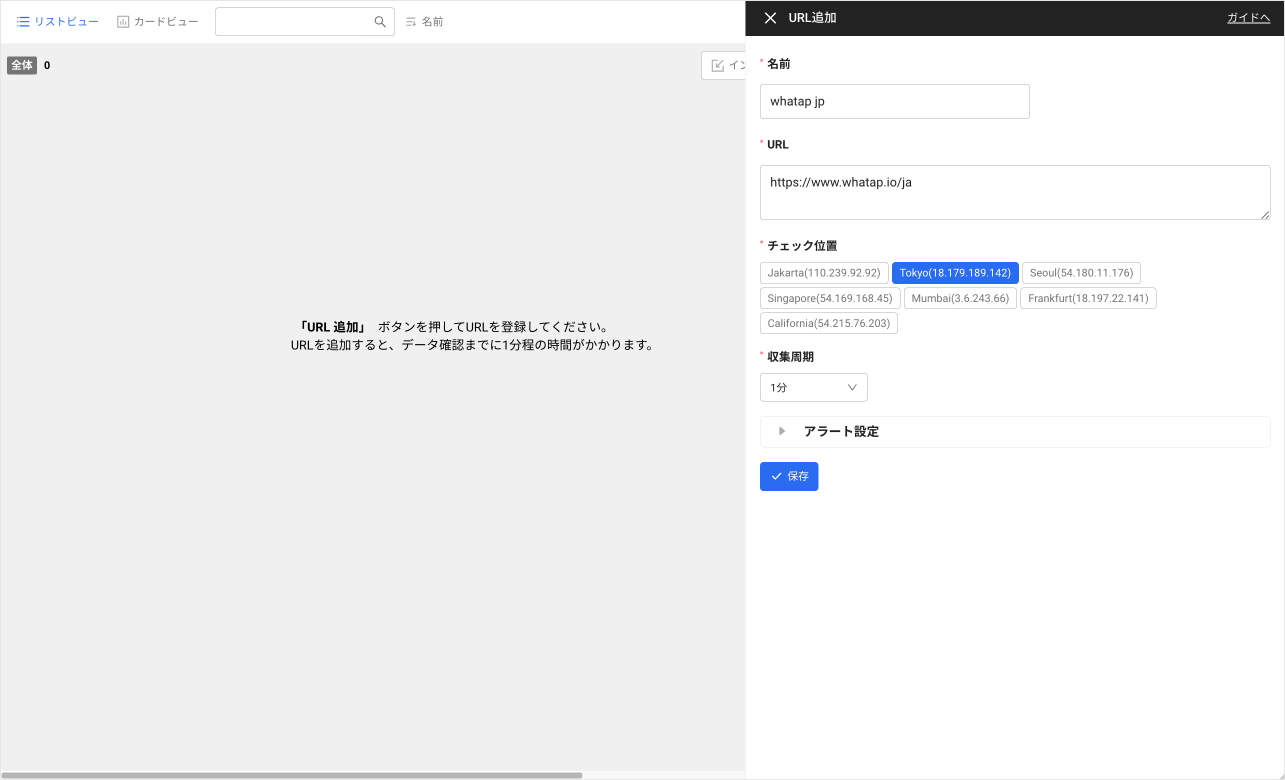 リストビュー カードビュー 名前
全体 0 イン
「URL 追加」 ボタンを押してURLを登録してください。
URLを追加すると、データ確認までに1分程の時間がかかります。
URL追加 ガイドへ
* 名前
whatap jp
* URL
https://www.whatap.io/ja
* チェック位置
Jakarta(110.239.92.92) Tokyo(18.179.189.142) Seoul(54.180.11.176)
Singapore(54.169.168.45) Mumbai(3.6.243.66) Frankfurt(18.197.22.141)
California(54.215.76.203)
* 収集周期
1分
アラート設定
保存